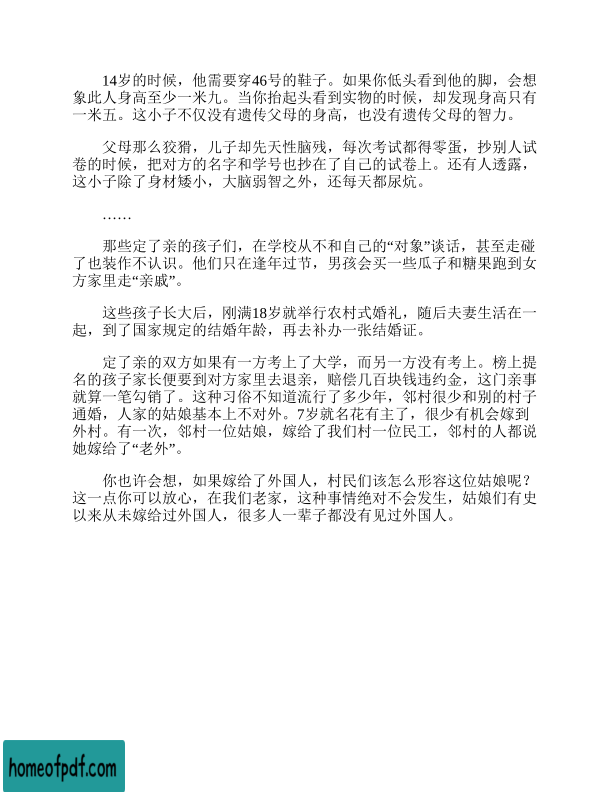 14岁的时候，他需要穿46号的鞋子。如果你低头看到他的脚，会想
象此人身高至少一米九。当你抬起头看到实物的时候，却发现身高只有
一米五。这小子不仅没有遗传父母的身高，也没有遗传父母的智力。
父母那么狡猾，儿子却先天性脑残，每次考试都得零蛋，抄别人试
卷的时候，把对方的名字和学号也抄在了自己的试卷上。还有人透露，
这小子除了身材矮小，大脑弱智之外，还每天都尿炕。
……
那些定了亲的孩子们，在学校从不和自己的“对象”谈话，甚至走碰
了也装作不认识。他们只在逢年过节，男孩会买一些瓜子和糖果跑到女
方家里走“亲戚”。
这些孩子长大后，刚满18岁就举行农村式婚礼，随后夫妻生活在一
起，到了国家规定的结婚年龄，再去补办一张结婚证。
定了亲的双方如果有一方考上了大学，而另一方没有考上。榜上提
名的孩子家长便要到对方家里去退亲，赔偿几百块钱违约金，这门亲事
就算一笔勾销了。这种习俗不知道流行了多少年，邻村很少和别的村子
通婚，人家的姑娘基本上不对外。7岁就名花有主了，很少有机会嫁到
外村。有一次，邻村一位姑娘，嫁给了我们村一位民工，邻村的人都说
她嫁给了“老外”。
你也许会想，如果嫁给了外国人，村民们该怎么形容这位姑娘呢？
这一点你可以放心，在我们老家，这种事情绝对不会发生，姑娘们有史
以来从未嫁给过外国人，很多人一辈子都没有见过外国人。
homeofpdf.com